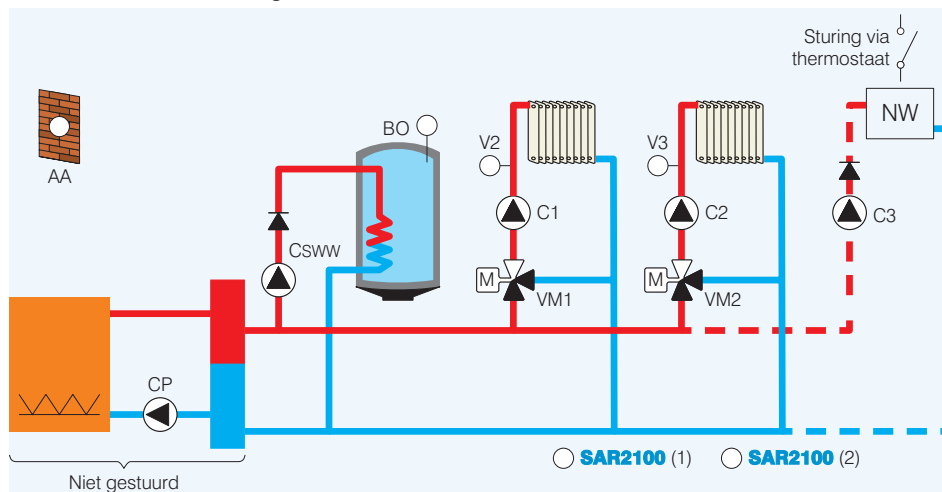 Sturing via
thermostaat
NW
AA
BO
V2
V3
C1
C2
C3
CSWW
M
VM1
M
VM2
CP
SAR2100 (1)
SAR2100 (2)
Niet gestuurd